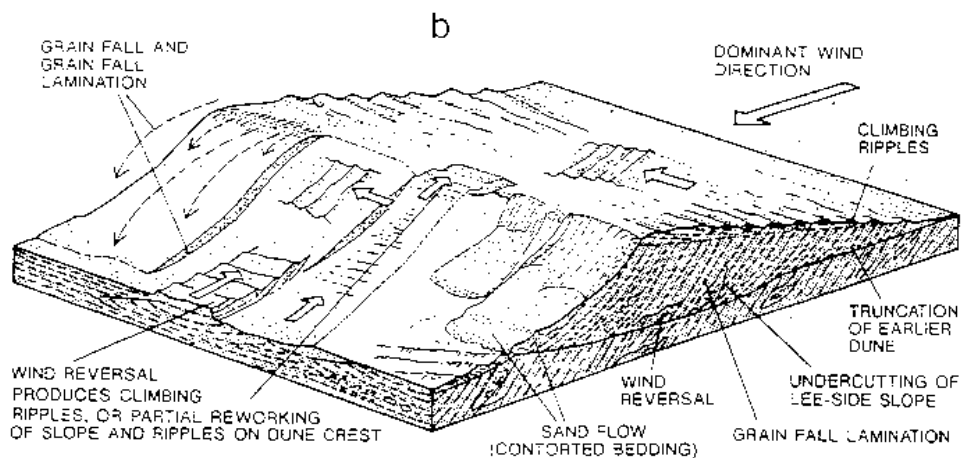 b
GRAIN FALL AND
GRAIN FALL
LAMINATION
DOMINANT WIND
DIRECTION
CLIMBING
RIPPLES
TRUNCATION
OF EARLIER
DUNE
WIND REVERSAL
PRODUCES CLIMBING
RIPPLES, OR PARTIAL REWORKING
OF SLOPE AND RIPPLES ON DUNE CREST
SAND FLOW
(CONTORTED BEDDING)
WIND
REVERSAL
UNDERCUTTING OF
LEE-SIDE SLOPE
GRAIN FALL LAMINATION